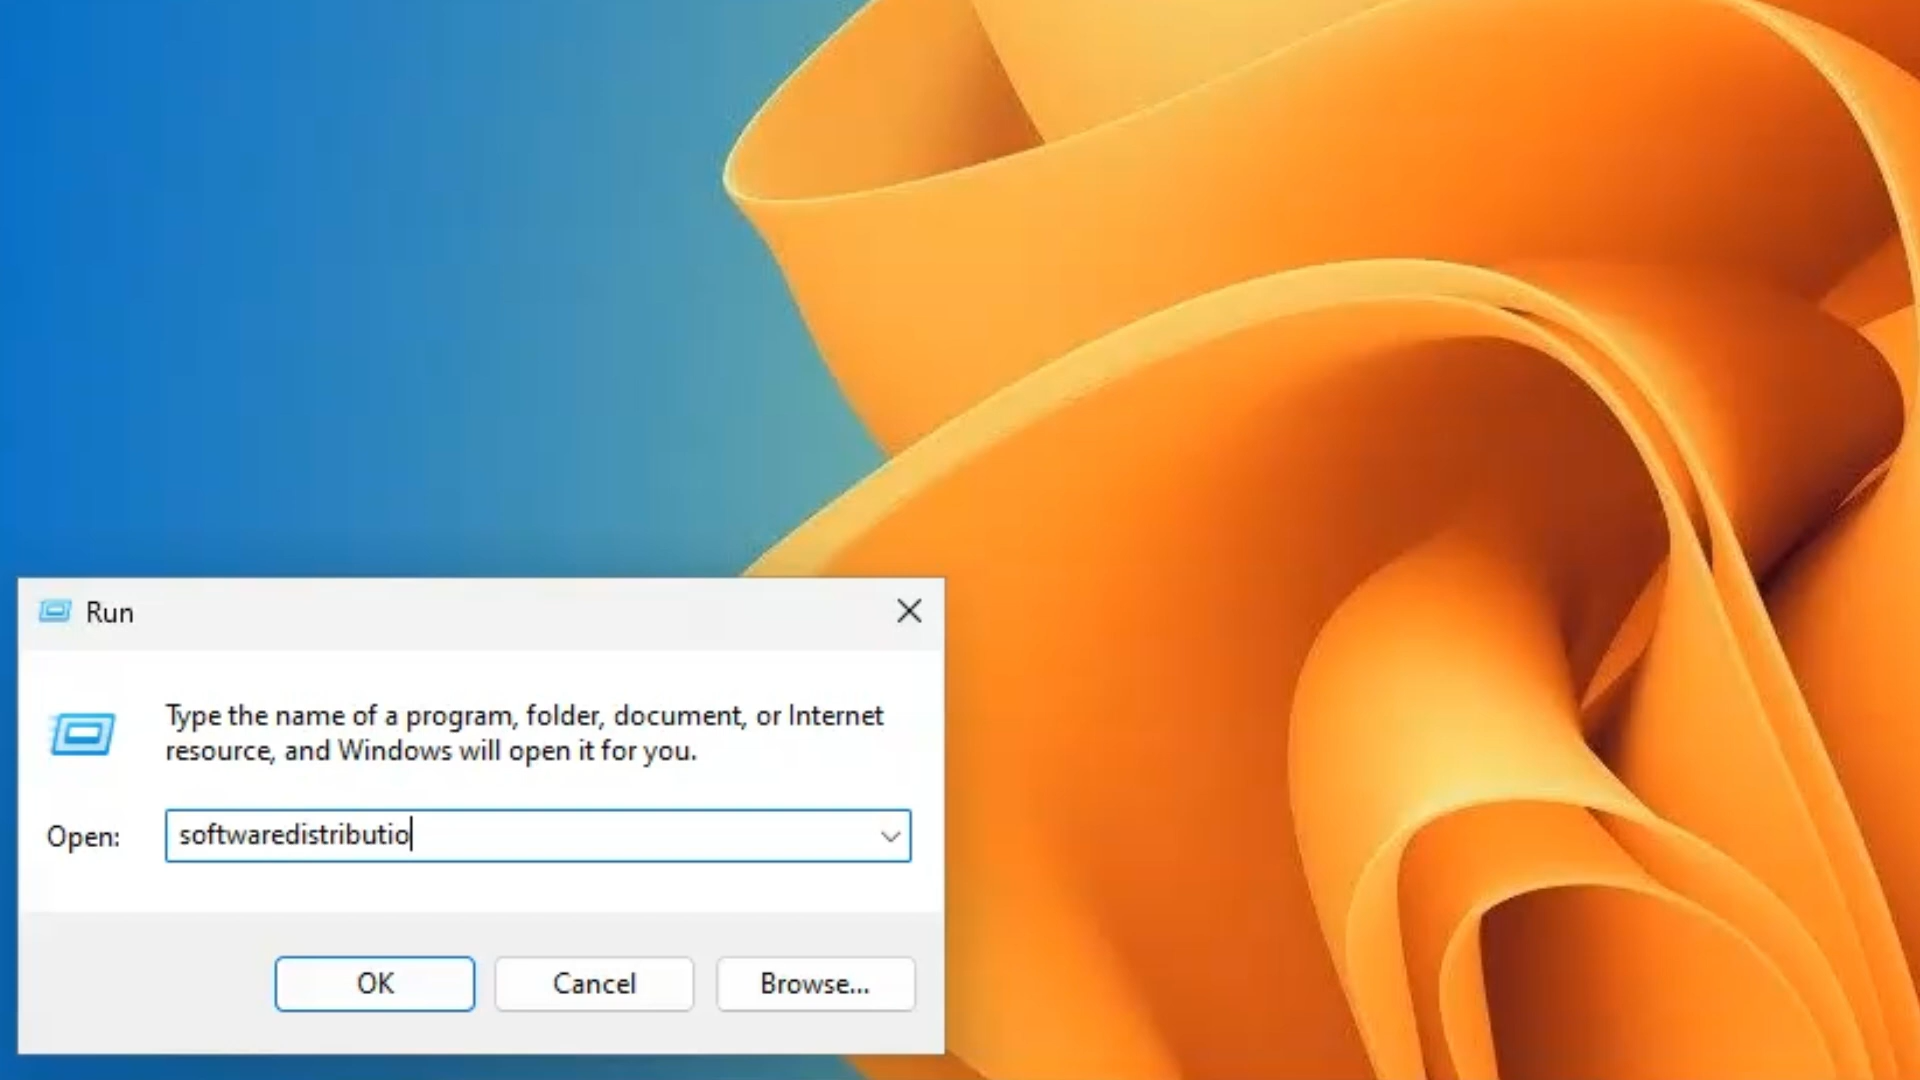 Run
Type the name of a program, folder, document, or Internet
resource, and Windows will open it for you.
Open: softwaredistributio
OK Cancel Browse...